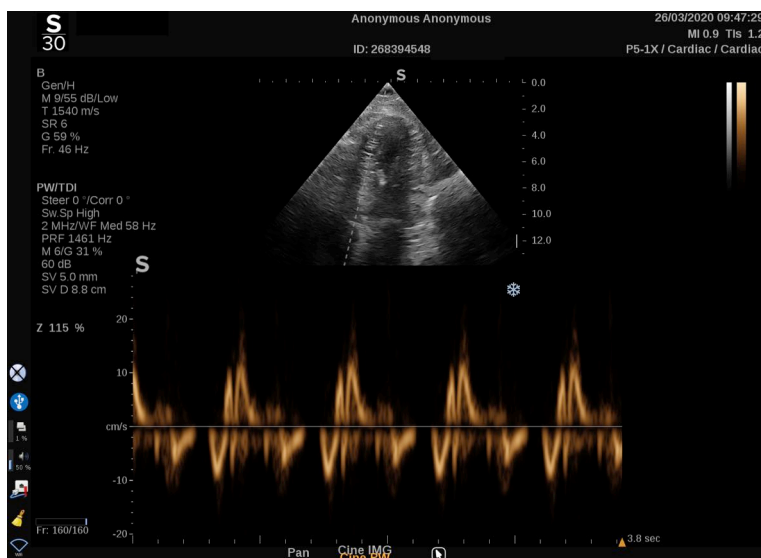 S
30
Anonymous Anonymous
26/03/2020 09:47:29
MI 0.9 TIs 1.2
ID: 268394548
P5-1X / Cardiac / Cardiac
B
Gen/H
M 9/55 dB/Low
T 1540 m/s
SR 6
G 59 %
Fr. 46 Hz
S
0.0
2.0
4.0
6.0
8.0
10.0
12.0
PW/TDI
Steer 0 °/Corr 0 °
Sw.Sp High
2 MHz/WF Med 58 Hz
PRF 1461 Hz
M 6/G 31 %
60 dB
SV 5.0 mm
SV D 8.8 cm
S
Z 115 %
20
10
cm/s
-10
-20
1 %
50 %
Fr: 160/160
3.8 sec
Pan
Cine IMG
Cine PW